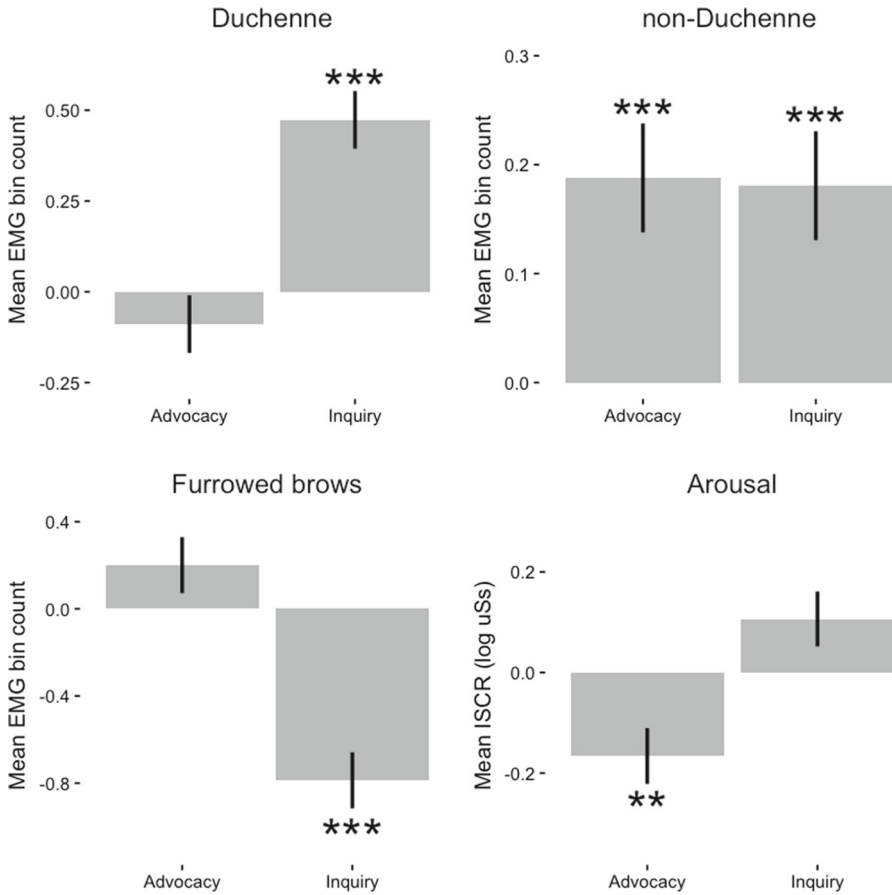 Duchenne
Mean EMG bin count
0.50
0.25
0.00
-0.25
***
Advocacy
Inquiry
non-Duchenne
Mean EMG bin count
0.3
0.2
0.1
0.0
***
***
Advocacy
Inquiry
Furrowed brows
Mean EMG bin count
0.4
0.0
-0.4
-0.8
***
Advocacy
Inquiry
Arousal
Mean ISCR (log uSs)
0.2
0.0
-0.2
**
Advocacy
Inquiry